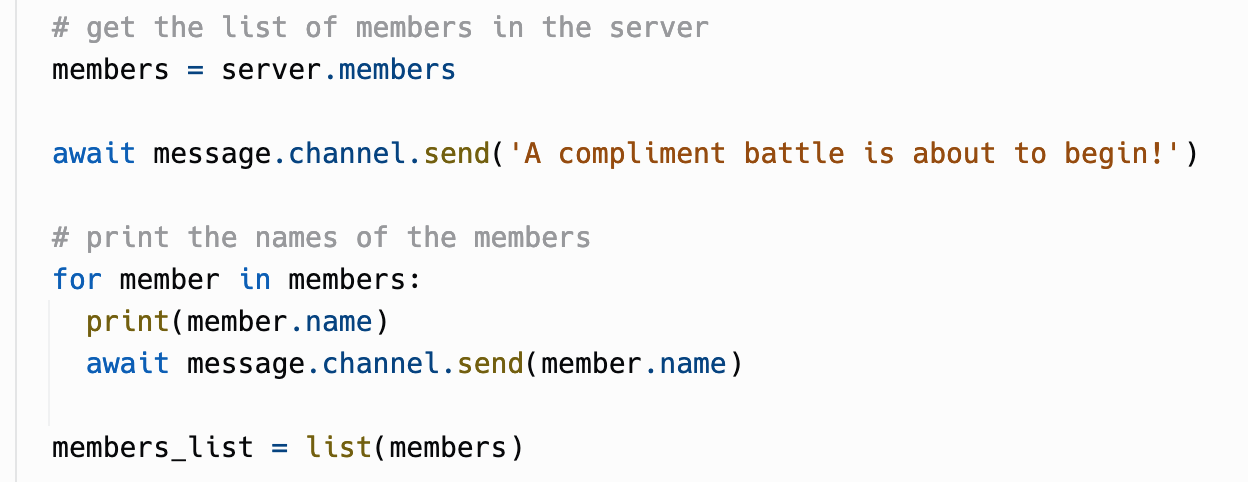 # get the list of members in the server
members = server.members
await message.channel.send('A compliment battle is about to begin!')
# print the names of the members
for member in members:
  print(member.name)
  await message.channel.send(member.name)
members_list = list(members)